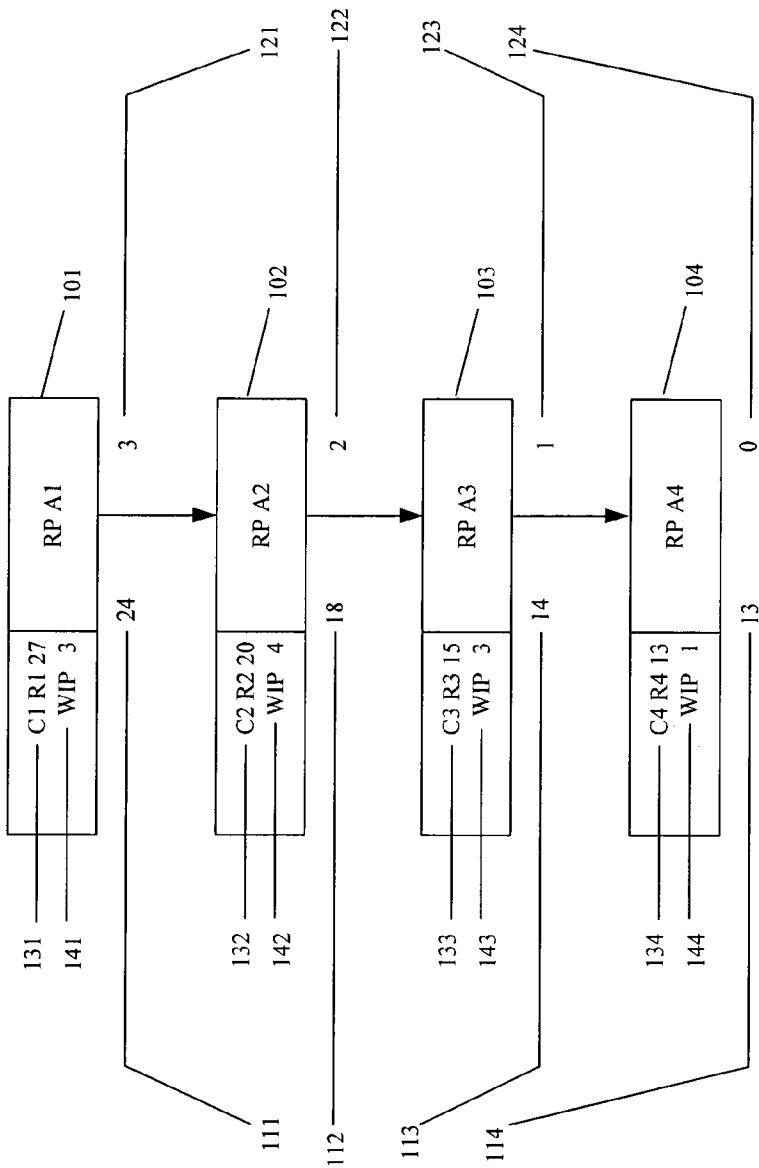 121
122
123
124
101
102
103
104
3
2
1
0
RP A1
RP A2
RP A3
RP A4
24
18
14
13
C1 R1 27
WIP 3
C2 R2 20
WIP 4
C3 R3 15
WIP 3
C4 R4 13
WIP 1
131
141
132
142
133
143
134
144
111
112
113
114